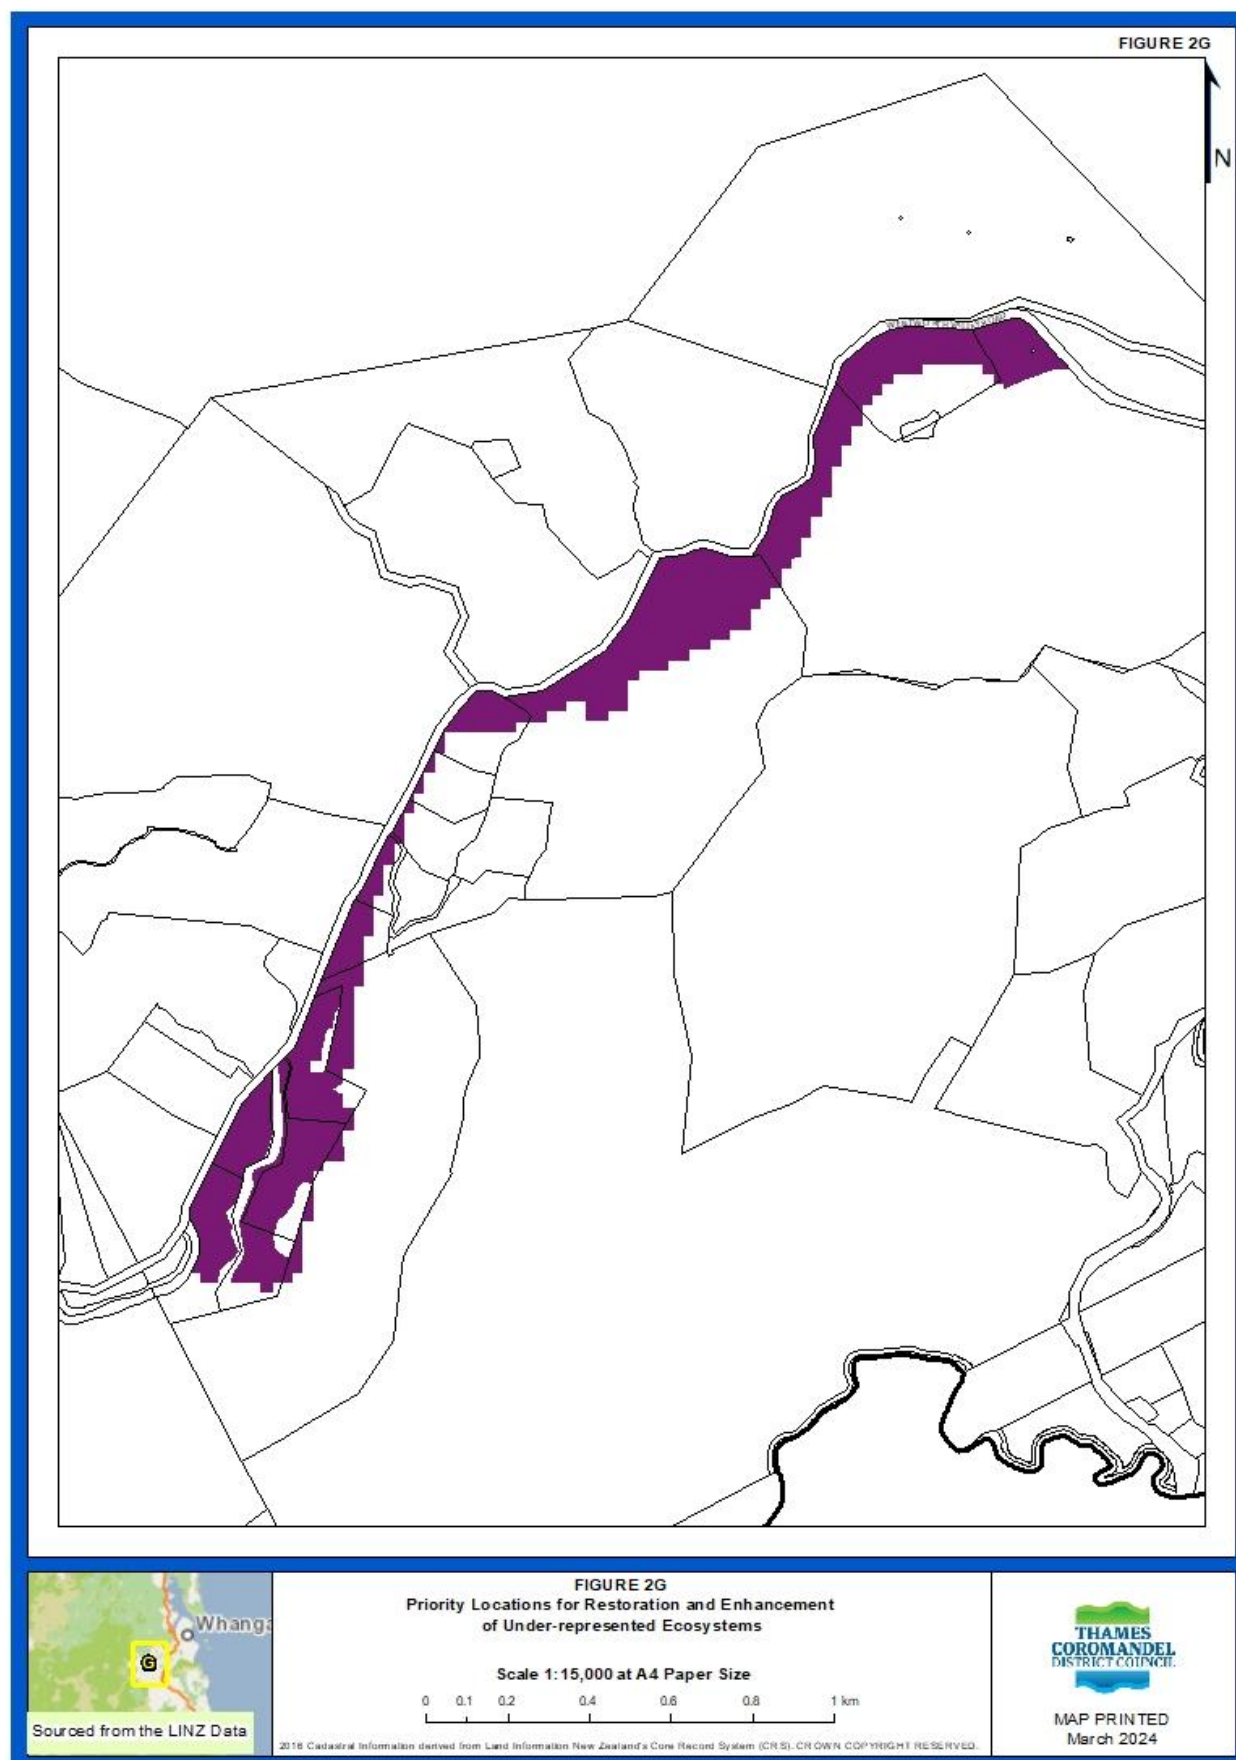 FIGURE 2G
N
Whanga
G
Sourced from the LINZ Data
FIGURE 2G
Priority Locations for Restoration and Enhancement
of Under-represented Ecosystems
Scale 1:15,000 at A4 Paper Size
0 0.1 0.2 0.4 0.6 0.8 1 km
2016 Cadastral Information derived from Land Information New Zealand's Core Record System (CRS). CROWN COPYRIGHT RESERVED.
THAMES
COROMANDEL
DISTRICT COUNCIL
MAP PRINTED
March 2024